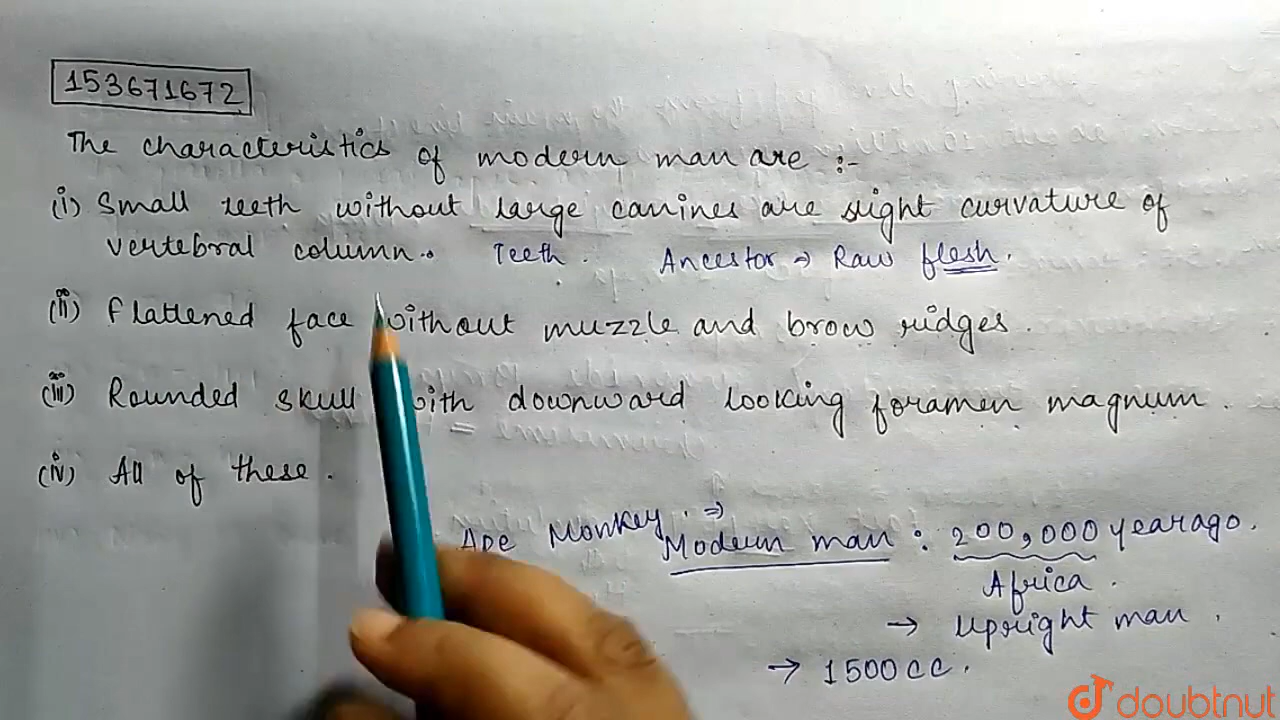 153671672
The characteristics of modern man are :-
(i) Small teeth without large canines are slight curvature of
vertebral column. Teeth. Ancestor → Raw flesh.
(ii) Flattened face without muzzle and brow ridges.
(iii) Rounded skull with downward looking foramen magnum.
(iv) All of these.
Ape Monkey. ⇒
Modern man : 200,000 year ago.
Africa.
→ Upright man.
→ 1500 cc.
doubtnut